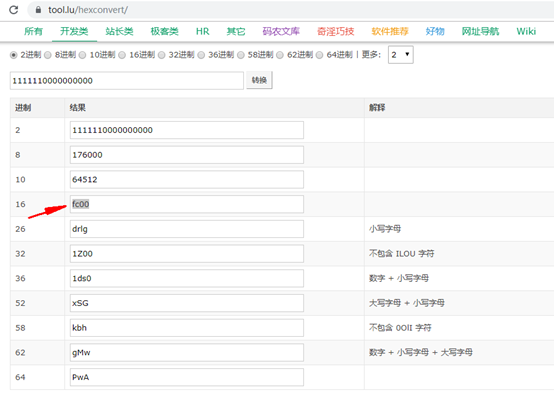 tool.lu/hexconvert/
所有 开发类 站长类 极客类 HR 其它 码农文库 奇淫巧技 软件推荐 好物 网址导航 Wiki
2进制 8进制 10进制 16进制 32进制 36进制 58进制 62进制 64进制 | 更多： 2
1111110000000000 转换
进制 结果 解释
2 1111110000000000
8 176000
10 64512
16 fc00
26 drlg 小写字母
32 1Z00 不包含 ILOU 字符
36 1ds0 数字 + 小写字母
52 xSG 大写字母 + 小写字母
58 kbh 不包含 0OlI 字符
62 gMw 数字 + 小写字母 + 大写字母
64 PwA